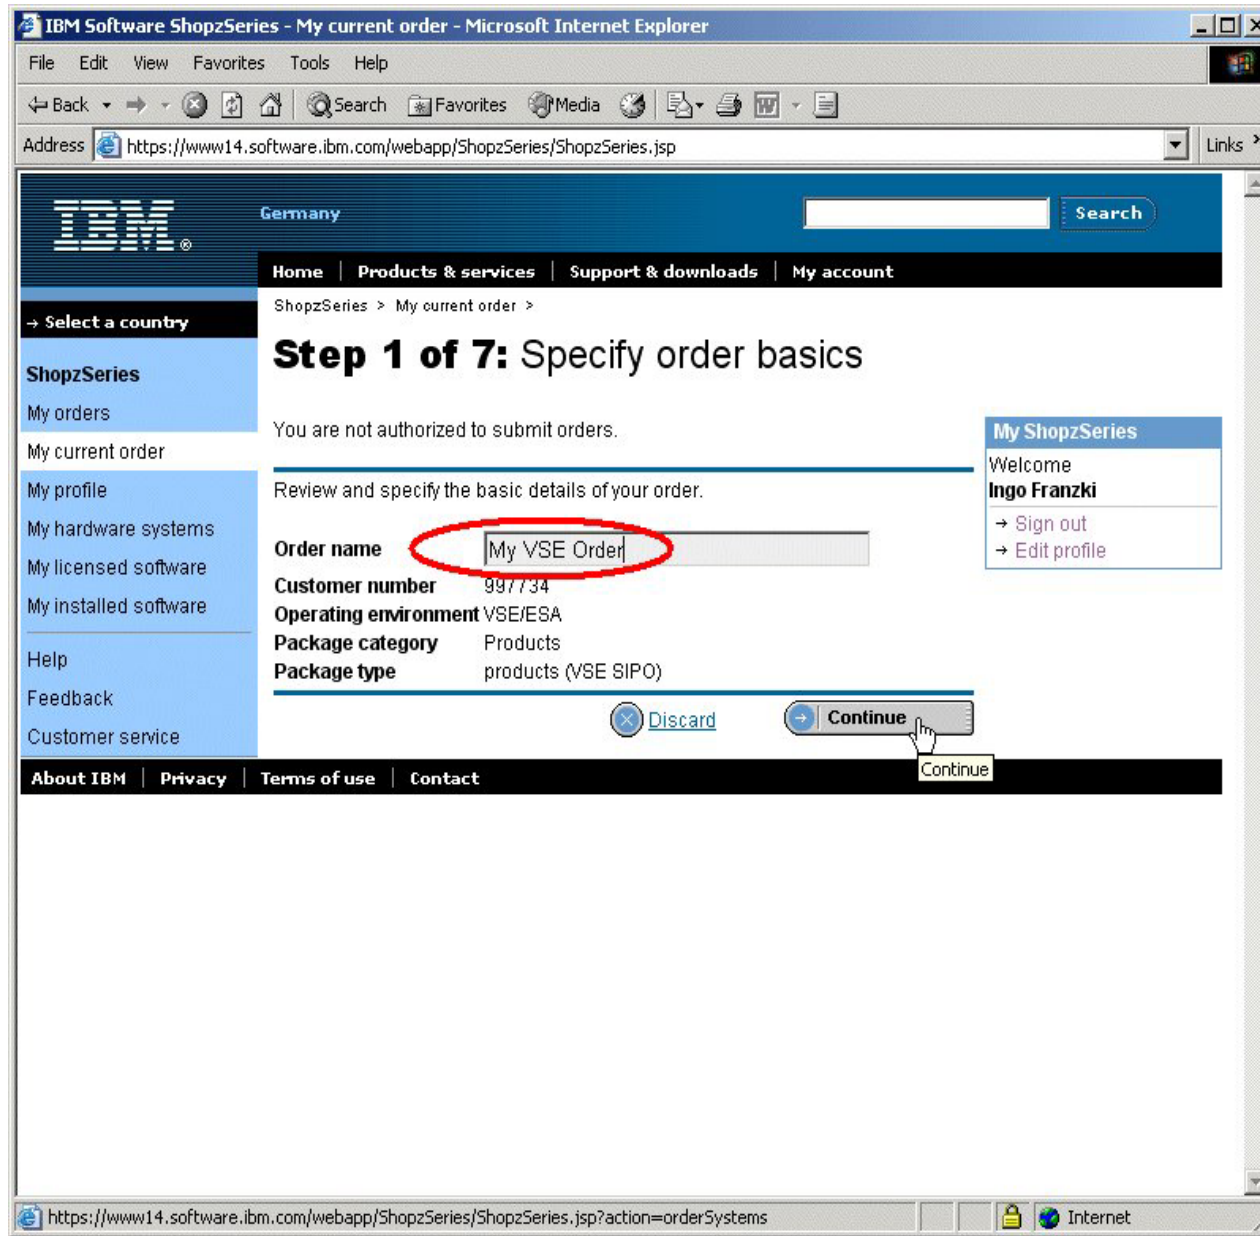 IBM Software ShopzSeries - My current order - Microsoft Internet Explorer
File Edit View Favorites Tools Help
Back Search Favorites Media
Address https://www14.software.ibm.com/webapp/ShopzSeries/ShopzSeries.jsp Links
IBM®
Germany
Search
Home | Products & services | Support & downloads | My account
→ Select a country
ShopzSeries
My orders
My current order
My profile
My hardware systems
My licensed software
My installed software
Help
Feedback
Customer service
ShopzSeries > My current order >
Step 1 of 7: Specify order basics
You are not authorized to submit orders.
Review and specify the basic details of your order.
Order name My VSE Order
Customer number 997734
Operating environment VSE/ESA
Package category Products
Package type products (VSE SIPO)
Discard Continue
Continue
My ShopzSeries
Welcome
Ingo Franzki
→ Sign out
→ Edit profile
About IBM | Privacy | Terms of use | Contact
https://www14.software.ibm.com/webapp/ShopzSeries/ShopzSeries.jsp?action=orderSystems Internet